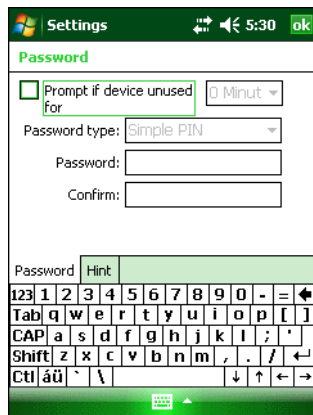 Settings 5:30 ok
Password
Prompt if device unused
for
0 Minut
Password type: Simple PIN
Password:
Confirm:
Password Hint
123 1 2 3 4 5 6 7 8 9 0 - =
Tab q w e r t y u i o p [ ]
CAP a s d f g h j k l ; '
Shift z x c v b n m , . /
Ctl áü ` \